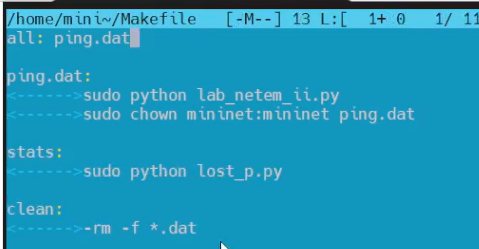 /home/mini~/Makefile [-M--] 13 L:[ 1+ 0 1/ 11
all: ping.dat
ping.dat:
<------>sudo python lab_netem_ii.py
<------>sudo chown mininet:mininet ping.dat
stats:
<------>sudo python lost_p.py
clean:
<------>-rm -f *.dat